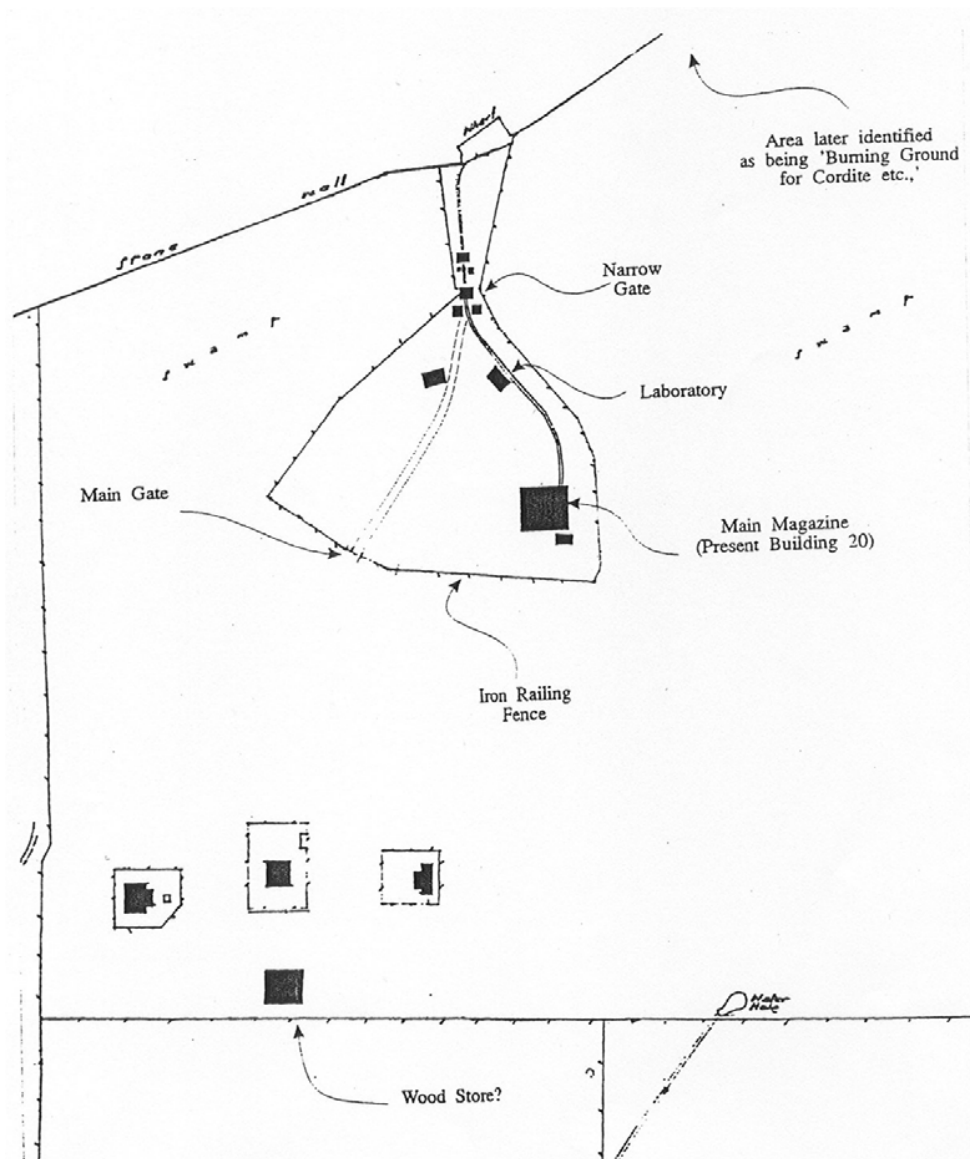 Wharf
Area later identified
as being 'Burning Ground
for Cordite etc.,'
Stone wall
Narrow
Gate
Swamp
Swamp
Laboratory
Main Gate
Main Magazine
(Present Building 20)
Iron Railing
Fence
Water
Hole
Wood Store?